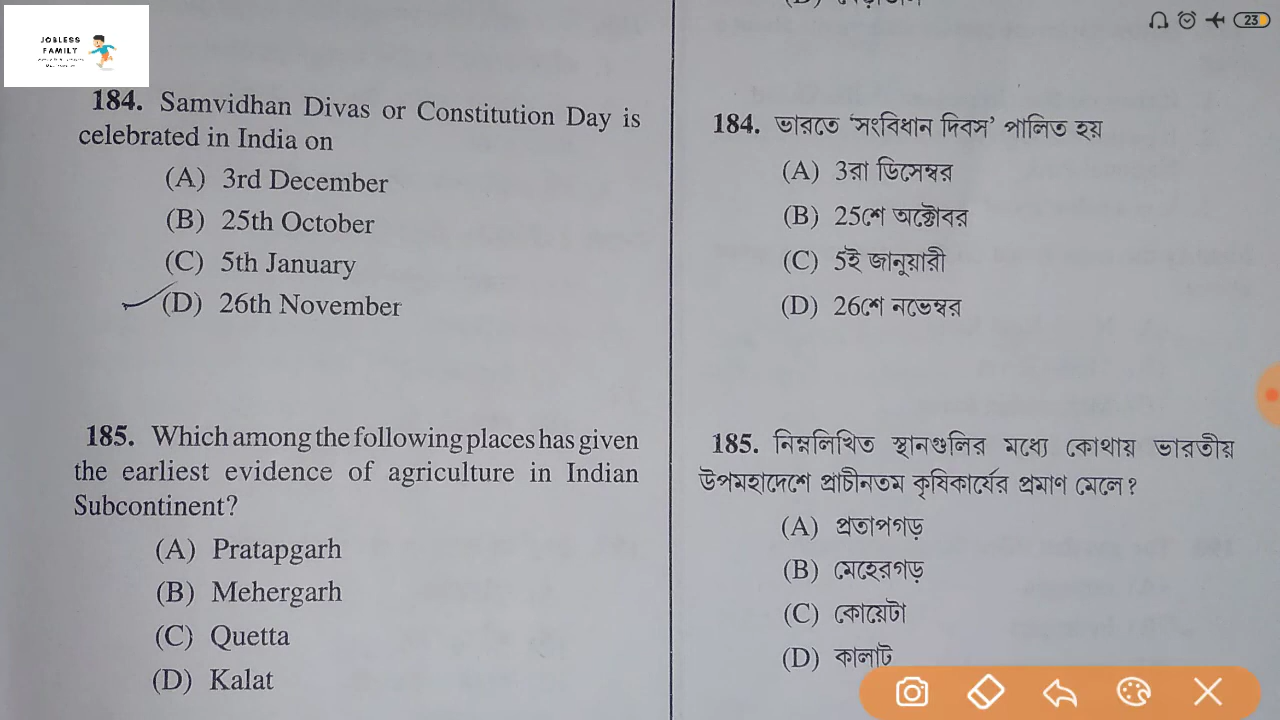 JOBLESS
FAMILY
23
184. Samvidhan Divas or Constitution Day is
celebrated in India on
(A) 3rd December
(B) 25th October
(C) 5th January
(D) 26th November
185. Which among the following places has given
the earliest evidence of agriculture in Indian
Subcontinent?
(A) Pratapgarh
(B) Mehergarh
(C) Quetta
(D) Kalat
184. ভারতে ‘সংবিধান দিবস’ পালিত হয়
(A) 3রা ডিসেম্বর
(B) 25শে অক্টোবর
(C) 5ই জানুয়ারী
(D) 26শে নভেম্বর
185. নিম্নলিখিত স্থানগুলির মধ্যে কোথায় ভারতীয়
উপমহাদেশে প্রাচীনতম কৃষিকার্যের প্রমাণ মেলে?
(A) প্রতাপগড়
(B) মেহেরগড়
(C) কোয়েটা
(D) কালাট